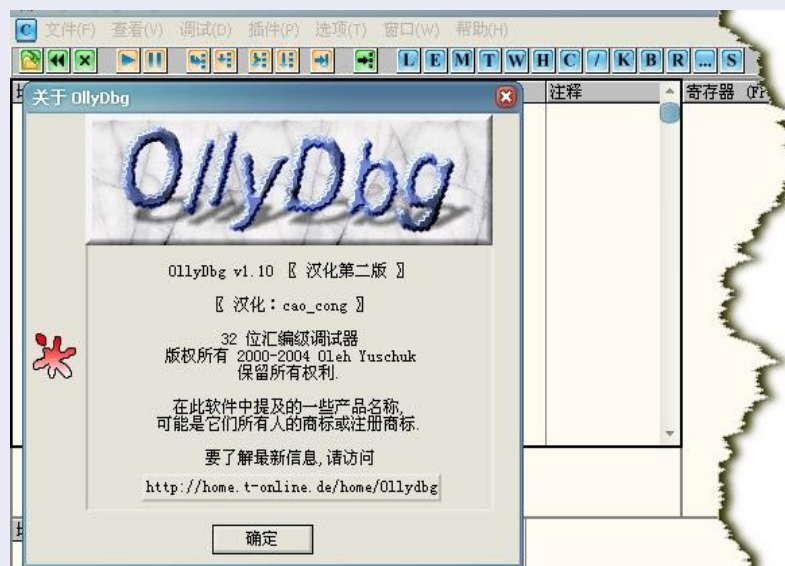 文件(F) 查看(V) 调试(D) 插件(P) 选项(T) 窗口(W) 帮助(H)
L E M T W H C / K B R ... S
注释 寄存器
关于 OllyDbg
OllyDbg
OllyDbg v1.10 〖 汉化第二版 〗
〖 汉化：cao_cong 〗
32 位汇编级调试器
版权所有 2000-2004 Oleh Yuschuk
保留所有权利.
在此软件中提及的一些产品名称,
可能是它们所有人的商标或注册商标.
要了解最新信息,请访问
http://home.t-online.de/home/Ollydbg
确定